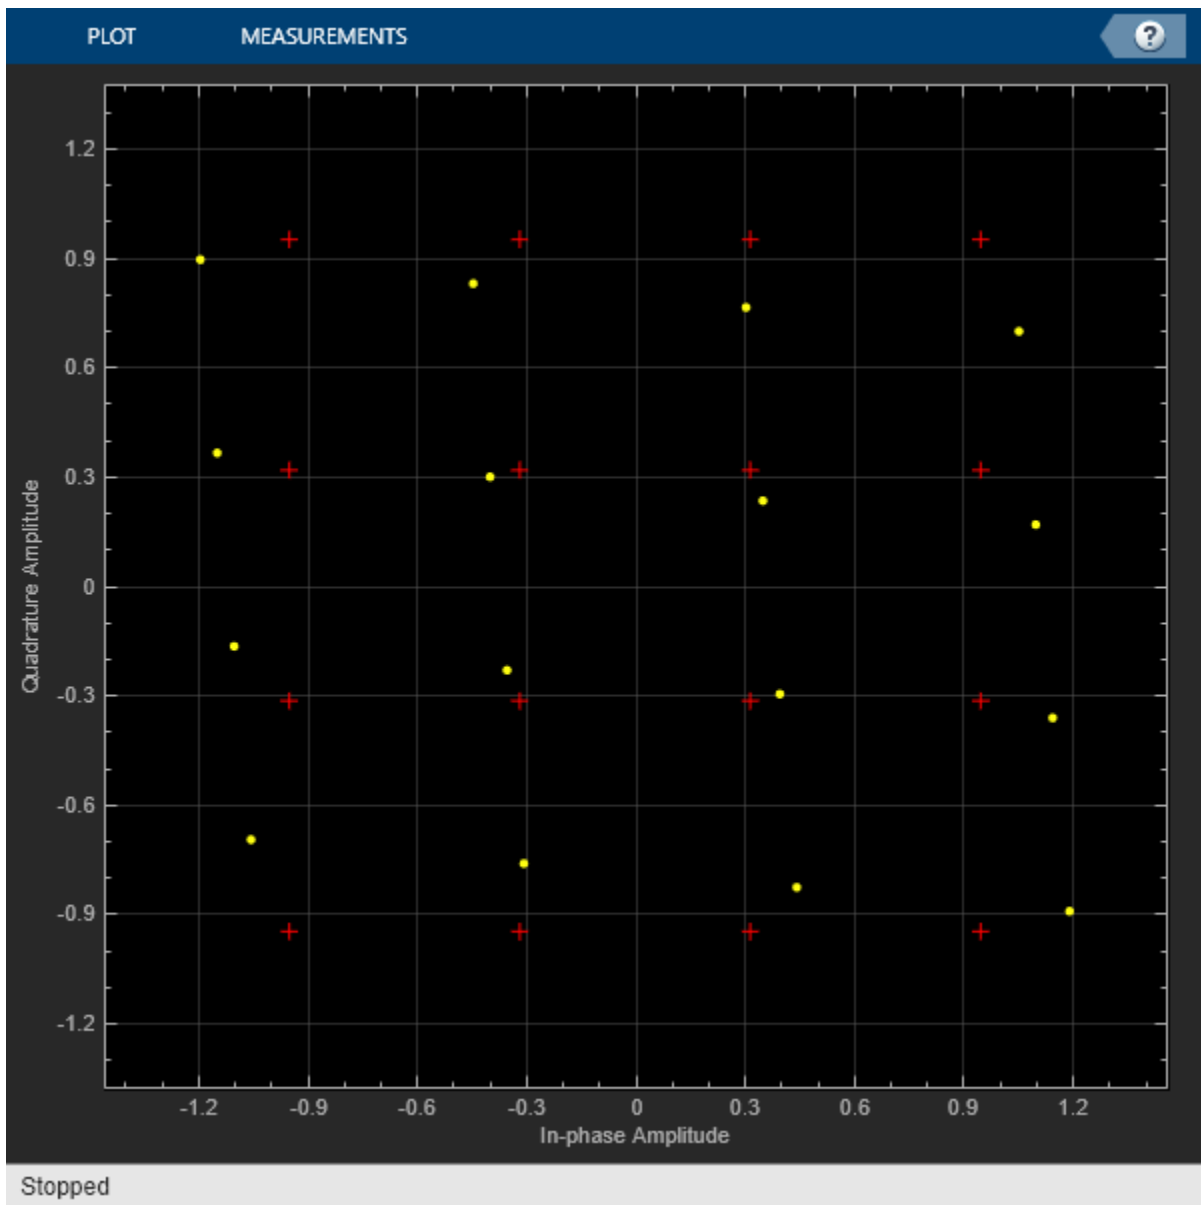 PLOT MEASUREMENTS ?
1.2
0.9
0.6
0.3
0
-0.3
-0.6
-0.9
-1.2
Quadrature Amplitude
-1.2 -0.9 -0.6 -0.3 0 0.3 0.6 0.9 1.2
In-phase Amplitude
Stopped